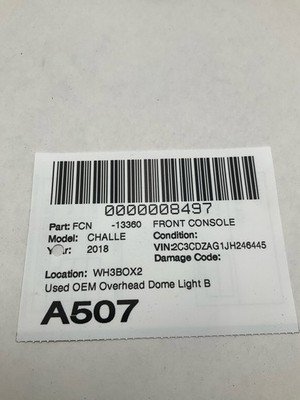 0000008497
Part: FCN -13360 FRONT CONSOLE
Model: CHALLE Condition:
Year: 2018 VIN:2C3CDZAG1JH246445
Damage Code:
Location: WH3BOX2
Used OEM Overhead Dome Light B
A507